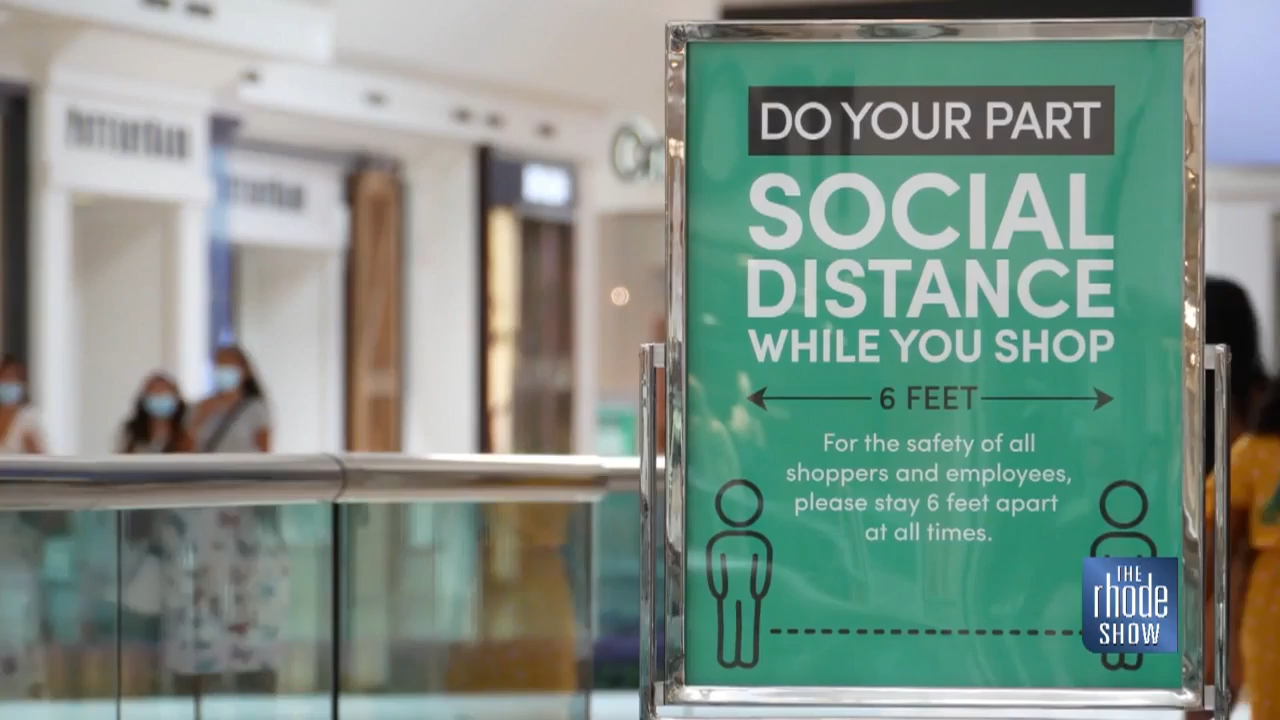 DO YOUR PART
SOCIAL
DISTANCE
WHILE YOU SHOP
6 FEET
For the safety of all
shoppers and employees,
please stay 6 feet apart
at all times.
THE
rhode
SHOW